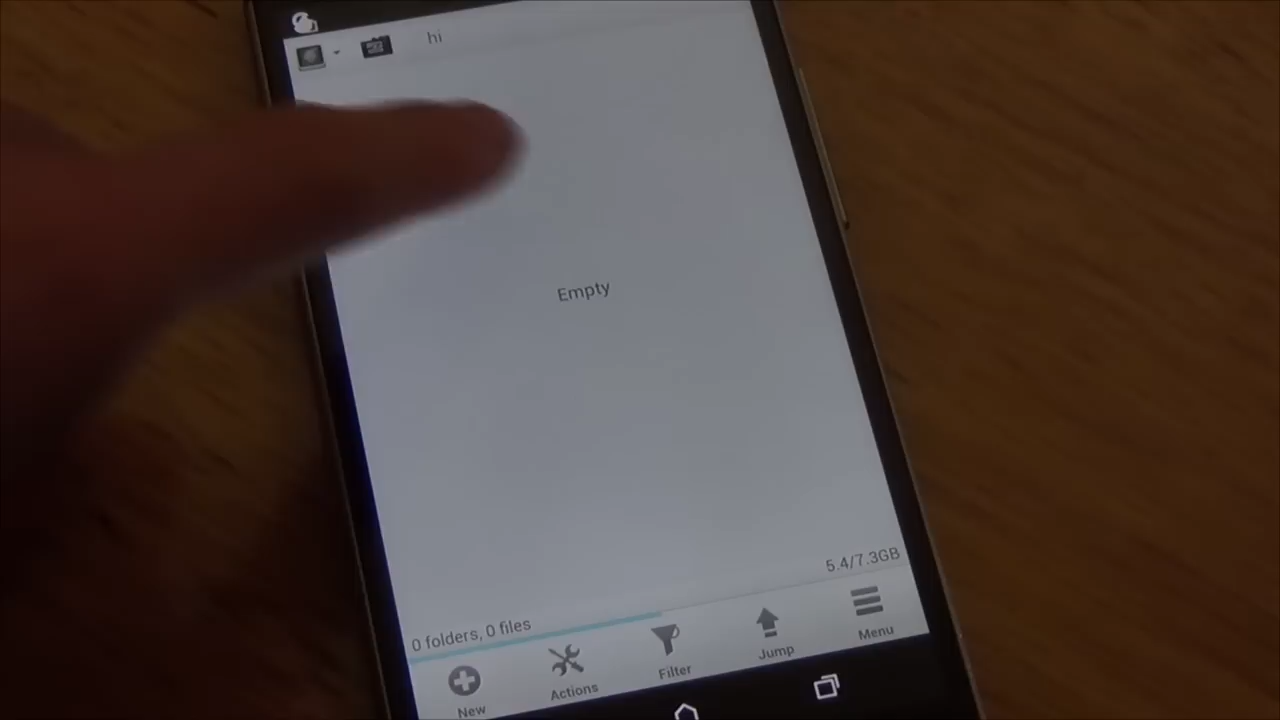 hi
Empty
5.4/7.3GB
0 folders, 0 files
New
Actions
Filter
Jump
Menu